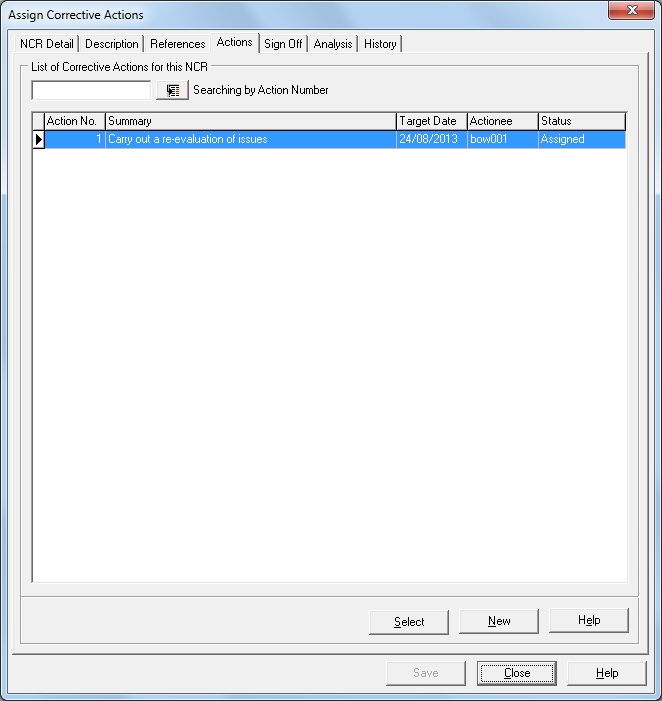 Assign Corrective Actions
NCR Detail Description References Actions Sign Off Analysis History
List of Corrective Actions for this NCR
Searching by Action Number
Action No. Summary Target Date Actionee Status
1 Carry out a re-evaluation of issues 24/08/2013 bow001 Assigned
Select New Help
Save Close Help